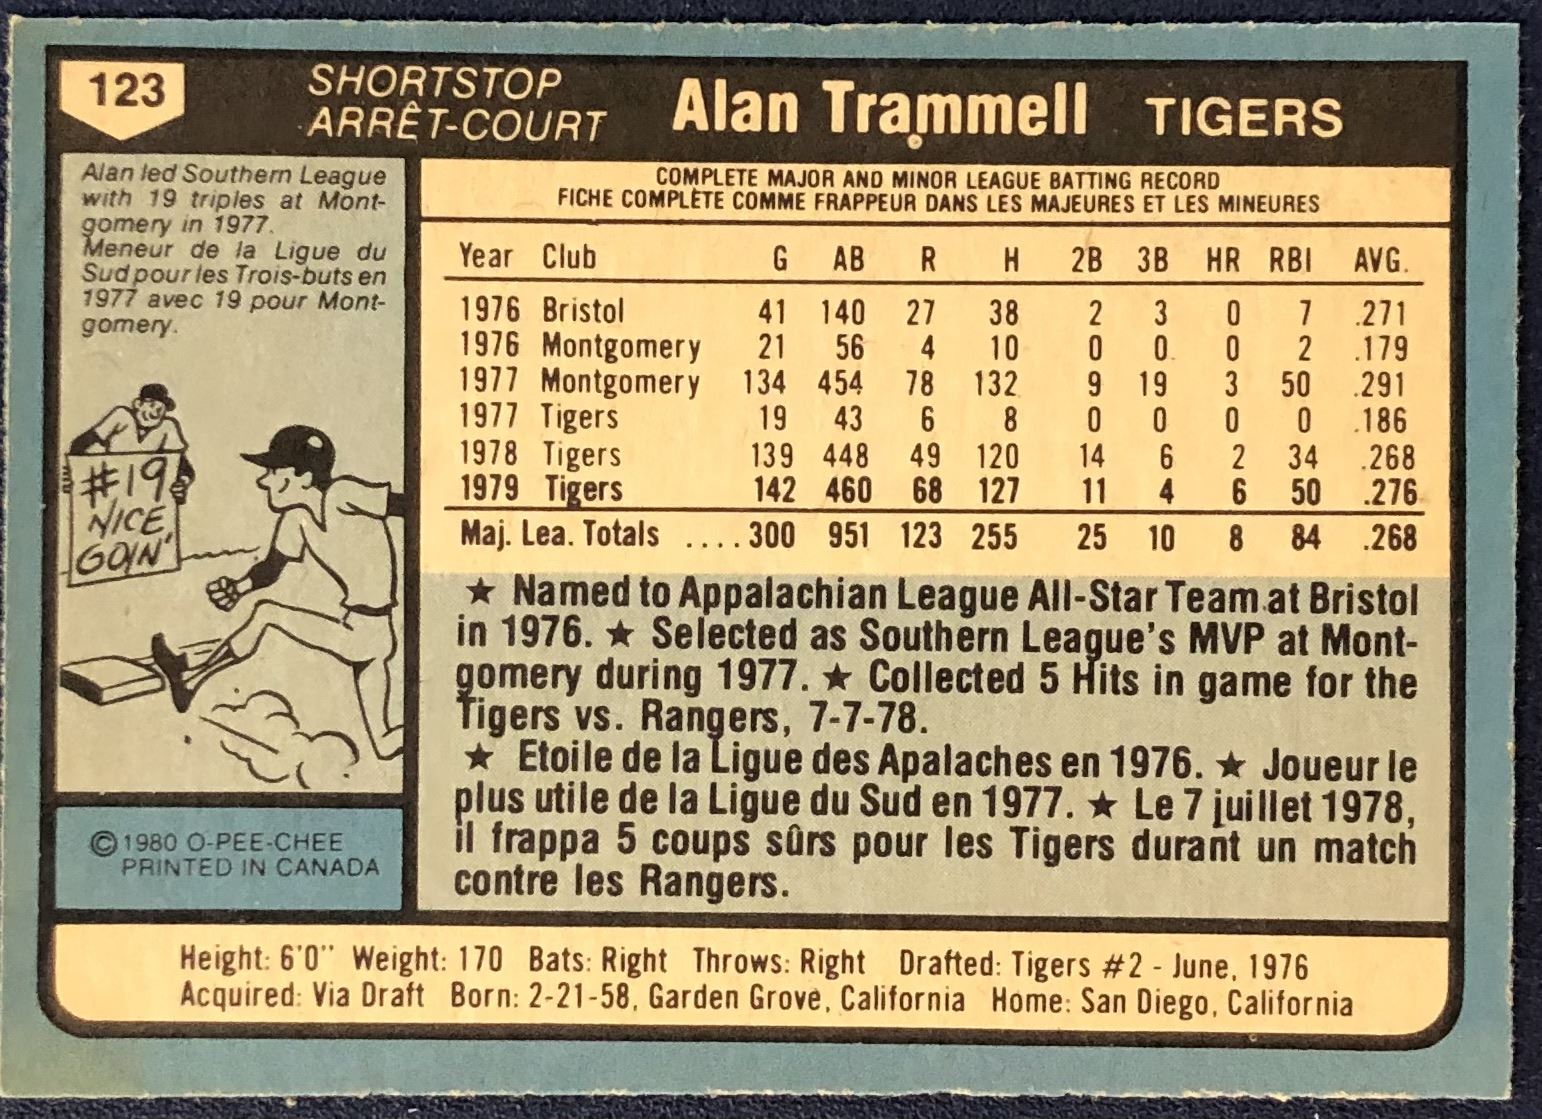 123
SHORTSTOP
ARRÊT-COURT
Alan Trammell
TIGERS
Alan led Southern League
with 19 triples at Mont-
gomery in 1977.
Meneur de la Ligue du
Sud pour les Trois-buts en
1977 avec 19 pour Mont-
gomery.
#19
NICE
GOIN'
© 1980 O-PEE-CHEE
PRINTED IN CANADA
COMPLETE MAJOR AND MINOR LEAGUE BATTING RECORD
FICHE COMPLÈTE COMME FRAPPEUR DANS LES MAJEURES ET LES MINEURES
Year Club G AB R H 2B 3B HR RBI AVG.
1976 Bristol 41 140 27 38 2 3 0 7 .271
1976 Montgomery 21 56 4 10 0 0 0 2 .179
1977 Montgomery 134 454 78 132 9 19 3 50 .291
1977 Tigers 19 43 6 8 0 0 0 0 .186
1978 Tigers 139 448 49 120 14 6 2 34 .268
1979 Tigers 142 460 68 127 11 4 6 50 .276
Maj. Lea. Totals .... 300 951 123 255 25 10 8 84 .268
★ Named to Appalachian League All-Star Team at Bristol
in 1976. ★ Selected as Southern League's MVP at Mont-
gomery during 1977. ★ Collected 5 Hits in game for the
Tigers vs. Rangers, 7-7-78.
★ Etoile de la Ligue des Apalaches en 1976. ★ Joueur le
plus utile de la Ligue du Sud en 1977. ★ Le 7 juillet 1978,
il frappa 5 coups sûrs pour les Tigers durant un match
contre les Rangers.
Height: 6'0" Weight: 170 Bats: Right Throws: Right Drafted: Tigers #2 - June, 1976
Acquired: Via Draft Born: 2-21-58, Garden Grove, California Home: San Diego, California